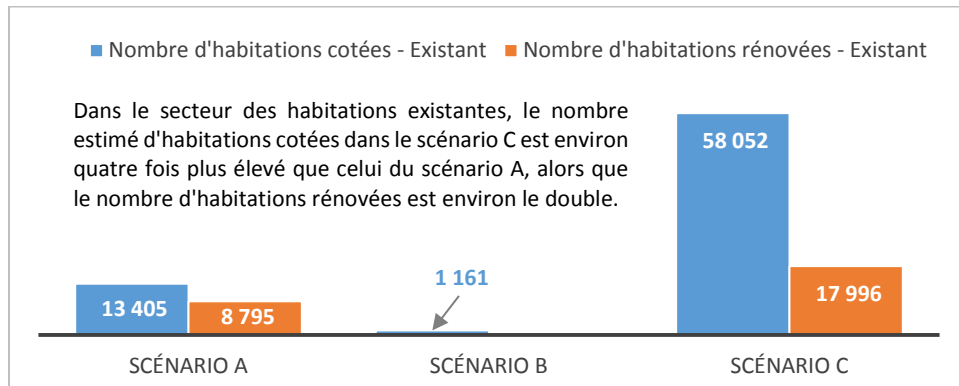 Nombre d'habitations cotées - Existant Nombre d'habitations rénovées - Existant
Dans le secteur des habitations existantes, le nombre
estimé d'habitations cotées dans le scénario C est environ
quatre fois plus élevé que celui du scénario A, alors que
le nombre d'habitations rénovées est environ le double.
58 052
1 161
13 405
8 795
17 996
SCÉNARIO A SCÉNARIO B SCÉNARIO C